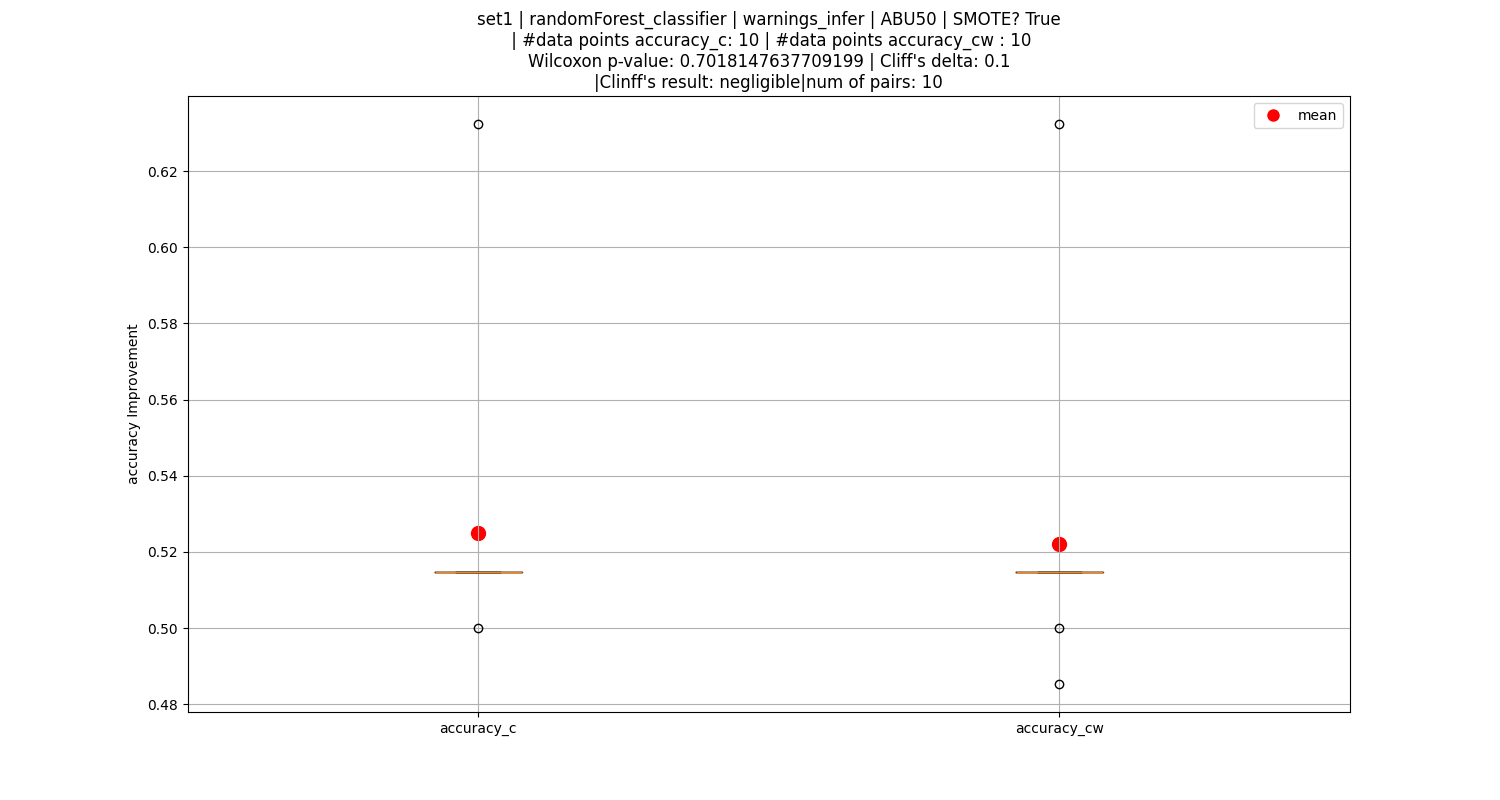 set1 | randomForest_classifier | warnings_infer | ABU50 | SMOTE? True
| #data points accuracy_c: 10 | #data points accuracy_cw : 10
Wilcoxon p-value: 0.7018147637709199 | Cliff's delta: 0.1
|Clinff's result: negligible|num of pairs: 10
mean
0.62
0.60
0.58
0.56
0.54
0.52
0.50
0.48
accuracy Improvement
accuracy_c
accuracy_cw